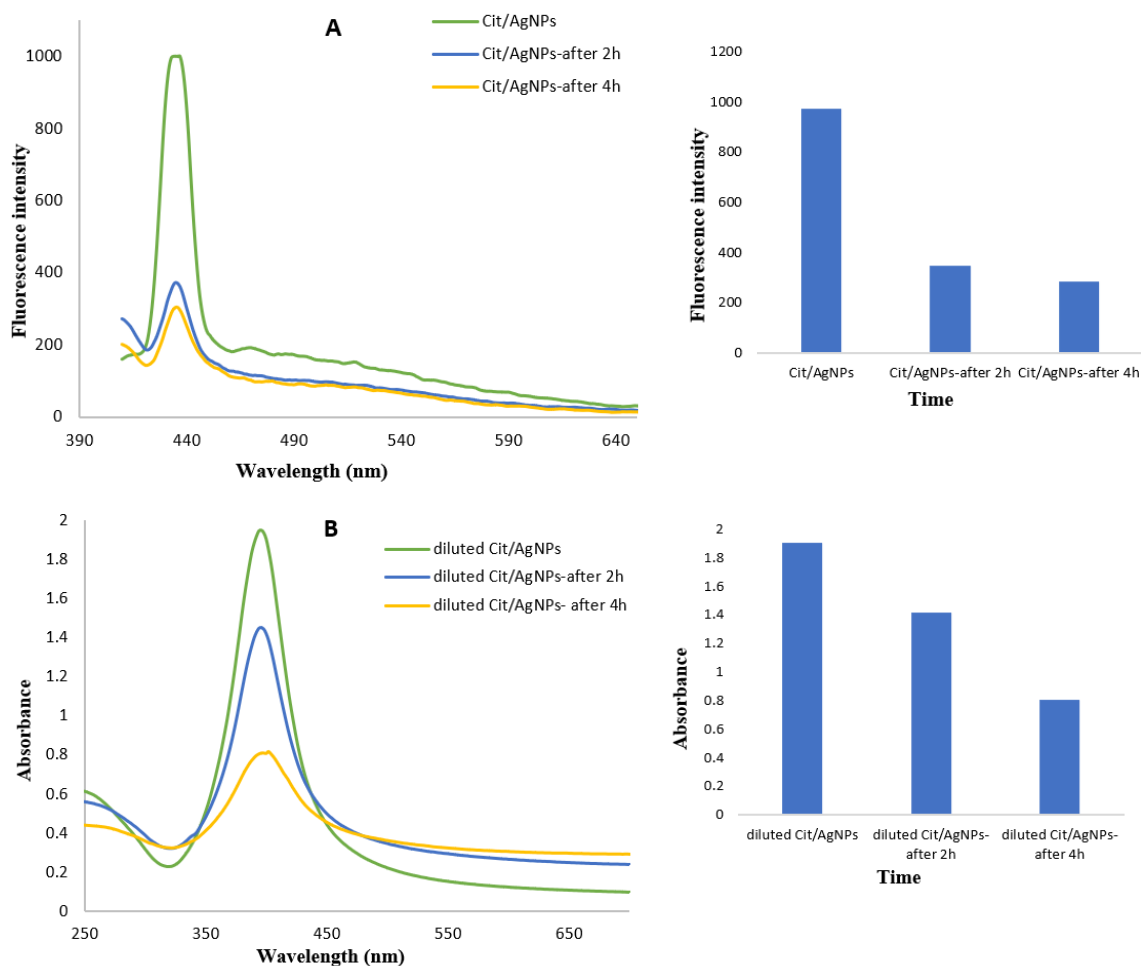 A
Cit/AgNPs
Cit/AgNPs-after 2h
Cit/AgNPs-after 4h
Fluorescence intensity
1000
800
600
400
200
0
390 440 490 540 590 640
Wavelength (nm)
Fluorescence intensity
1200
1000
800
600
400
200
0
Cit/AgNPs Cit/AgNPs-after 2h Cit/AgNPs-after 4h
Time
B
diluted Cit/AgNPs
diluted Cit/AgNPs-after 2h
diluted Cit/AgNPs- after 4h
Absorbance
2
1.8
1.6
1.4
1.2
1
0.8
0.6
0.4
0.2
0
250 350 450 550 650
Wavelength (nm)
Absorbance
2
1.8
1.6
1.4
1.2
1
0.8
0.6
0.4
0.2
0
diluted Cit/AgNPs diluted Cit/AgNPs- diluted Cit/AgNPs-
after 2h after 4h
Time